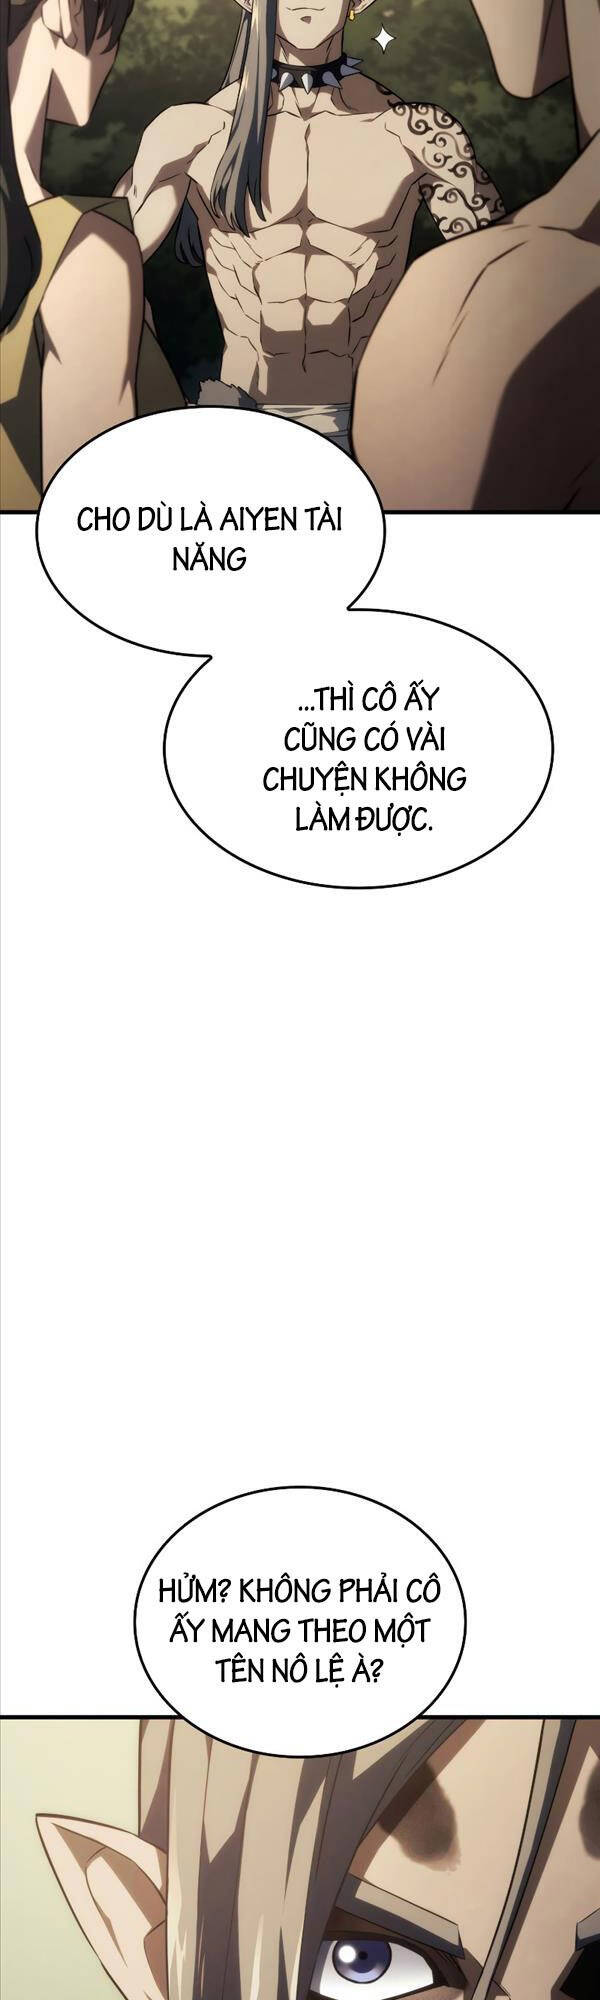 CHO DÙ LÀ AIYEN TÀI
NĂNG
...THÌ CÔ ẤY
CŨNG CÓ VÀI
CHUYỆN KHÔNG
LÀM ĐƯỢC.
HỬM? KHÔNG PHẢI CÔ
ẤY MANG THEO MỘT
TÊN NÔ LỆ À?